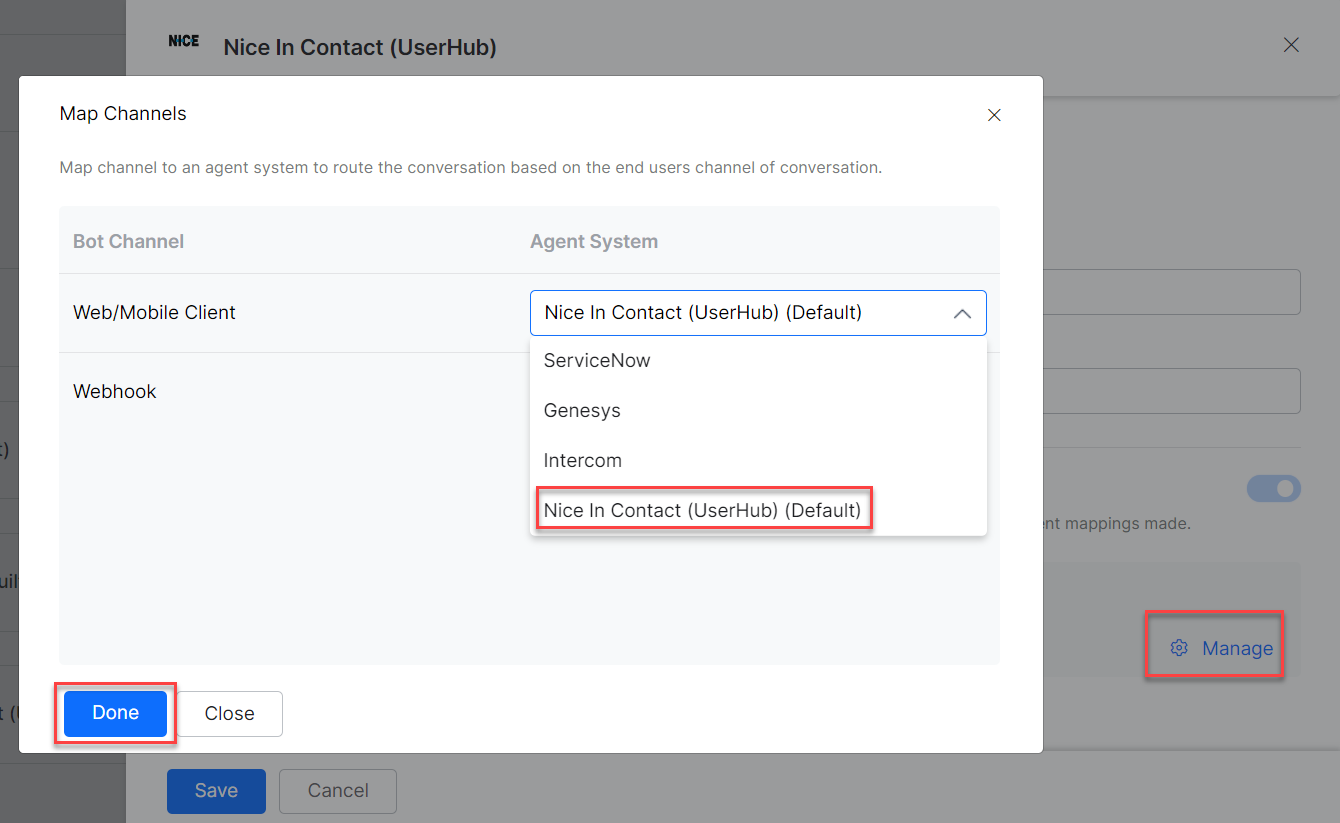 NICE
Nice In Contact (UserHub)
Map Channels
Map channel to an agent system to route the conversation based on the end users channel of conversation.
Bot Channel
Agent System
Web/Mobile Client
Nice In Contact (UserHub) (Default)
ServiceNow
Webhook
Genesys
Intercom
Nice In Contact (UserHub) (Default)
mappings made.
Manage
Done
Close
Save
Cancel